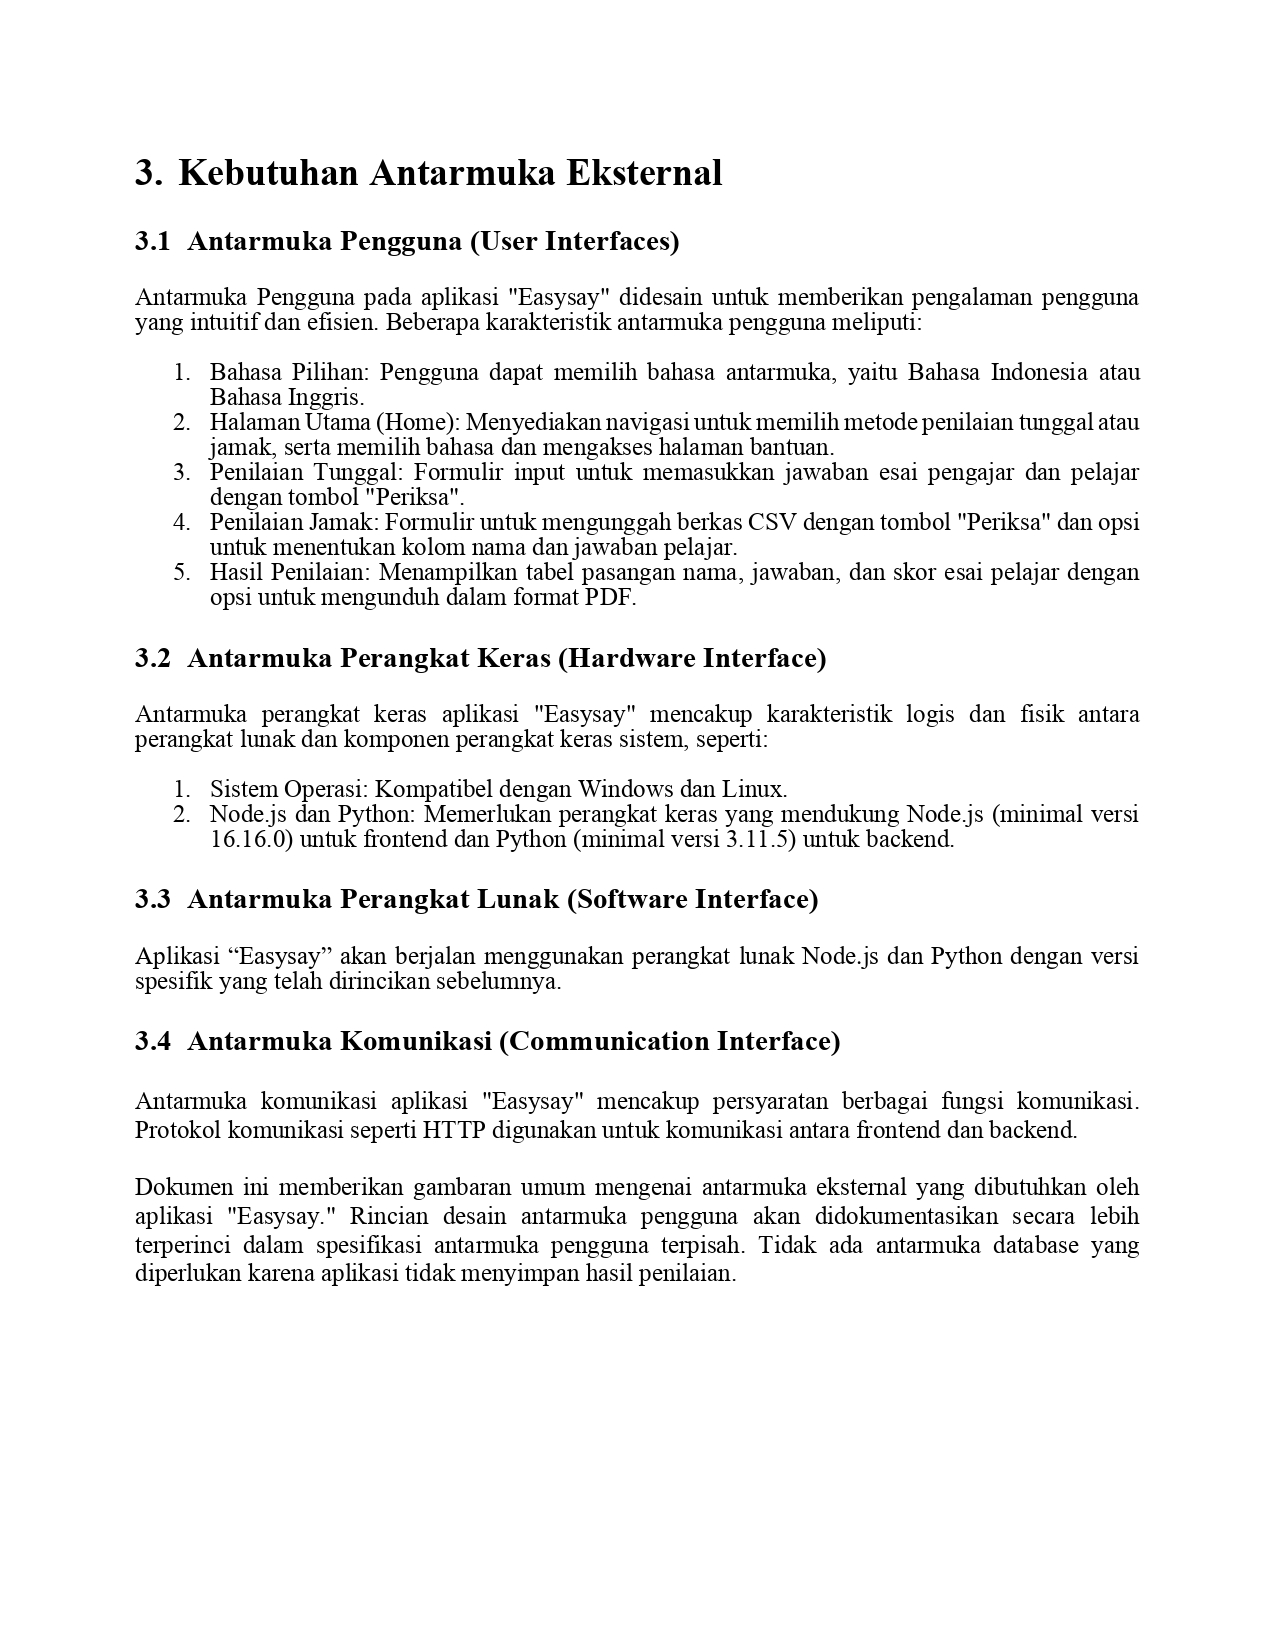 3. Kebutuhan Antarmuka Eksternal
3.1 Antarmuka Pengguna (User Interfaces)
Antarmuka Pengguna pada aplikasi "Easysay" didesain untuk memberikan pengalaman pengguna
yang intuitif dan efisien. Beberapa karakteristik antarmuka pengguna meliputi:
1. Bahasa Pilihan: Pengguna dapat memilih bahasa antarmuka, yaitu Bahasa Indonesia atau
Bahasa Inggris.
2. Halaman Utama (Home): Menyediakan navigasi untuk memilih metode penilaian tunggal atau
jamak, serta memilih bahasa dan mengakses halaman bantuan.
3. Penilaian Tunggal: Formulir input untuk memasukkan jawaban esai pengajar dan pelajar
dengan tombol "Periksa".
4. Penilaian Jamak: Formulir untuk mengunggah berkas CSV dengan tombol "Periksa" dan opsi
untuk menentukan kolom nama dan jawaban pelajar.
5. Hasil Penilaian: Menampilkan tabel pasangan nama, jawaban, dan skor esai pelajar dengan
opsi untuk mengunduh dalam format PDF.
3.2 Antarmuka Perangkat Keras (Hardware Interface)
Antarmuka perangkat keras aplikasi "Easysay" mencakup karakteristik logis dan fisik antara
perangkat lunak dan komponen perangkat keras sistem, seperti:
1. Sistem Operasi: Kompatibel dengan Windows dan Linux.
2. Node.js dan Python: Memerlukan perangkat keras yang mendukung Node.js (minimal versi
16.16.0) untuk frontend dan Python (minimal versi 3.11.5) untuk backend.
3.3 Antarmuka Perangkat Lunak (Software Interface)
Aplikasi “Easysay” akan berjalan menggunakan perangkat lunak Node.js dan Python dengan versi
spesifik yang telah dirincikan sebelumnya.
3.4 Antarmuka Komunikasi (Communication Interface)
Antarmuka komunikasi aplikasi "Easysay" mencakup persyaratan berbagai fungsi komunikasi.
Protokol komunikasi seperti HTTP digunakan untuk komunikasi antara frontend dan backend.
Dokumen ini memberikan gambaran umum mengenai antarmuka eksternal yang dibutuhkan oleh
aplikasi "Easysay." Rincian desain antarmuka pengguna akan didokumentasikan secara lebih
terperinci dalam spesifikasi antarmuka pengguna terpisah. Tidak ada antarmuka database yang
diperlukan karena aplikasi tidak menyimpan hasil penilaian.